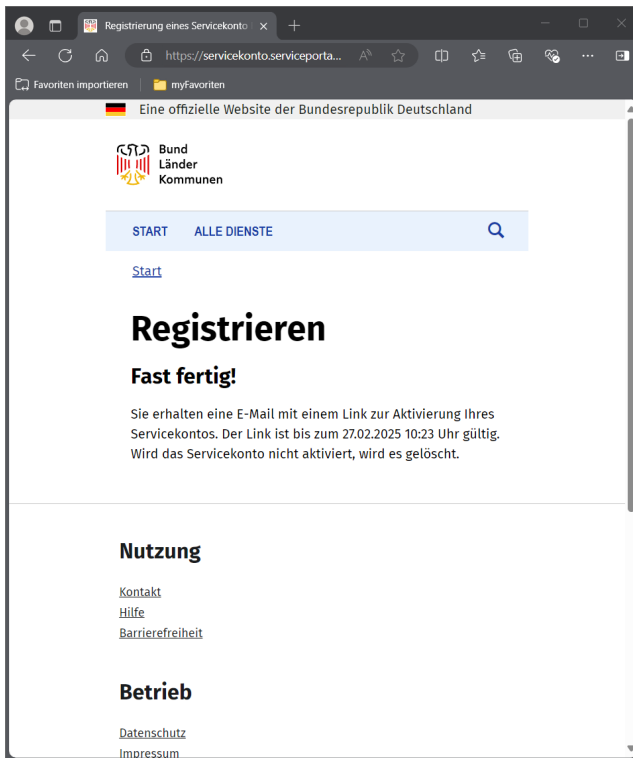 Registrierung eines Servicekonto
https://servicekonto.serviceporta...
Favoriten importieren
myFavoriten
Eine offizielle Website der Bundesrepublik Deutschland
Bund
Länder
Kommunen
START ALLE DIENSTE
Start
Registrieren
Fast fertig!
Sie erhalten eine E-Mail mit einem Link zur Aktivierung Ihres
Servicekontos. Der Link ist bis zum 27.02.2025 10:23 Uhr gültig.
Wird das Servicekonto nicht aktiviert, wird es gelöscht.
Nutzung
Kontakt
Hilfe
Barrierefreiheit
Betrieb
Datenschutz
Impressum